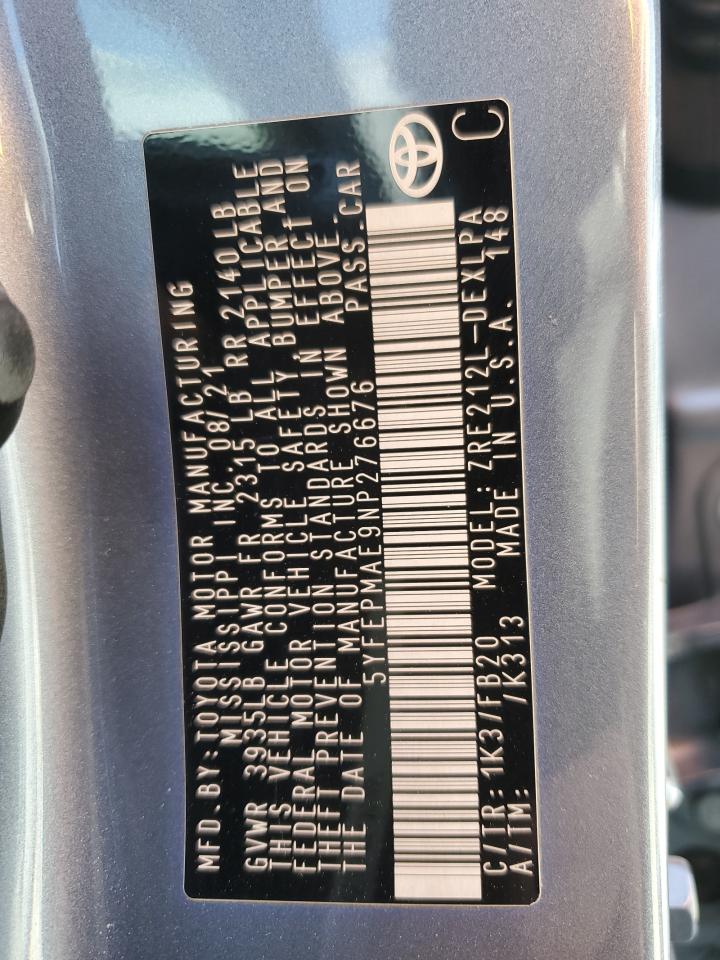 MFD.BY:TOYOTA MOTOR MANUFACTURING
MISSISSIPPI INC 08/21
GVWR 3935LB GAWR FR 2315LB RR 2140LB
THIS VEHICLE CONFORMS TO ALL APPLICABLE
FEDERAL MOTOR VEHICLE SAFETY, BUMPER AND
THEFT PREVENTION STANDARDS IN EFFECT ON
THE DATE OF MANUFACTURE SHOWN ABOVE.
5YFEPMAE9NP276676 PASS.CAR
C/TR: 1K3/FB20 MODEL: ZRE212L-DEXLPA
A/TM: /K313 MADE IN U.S.A. 148
C